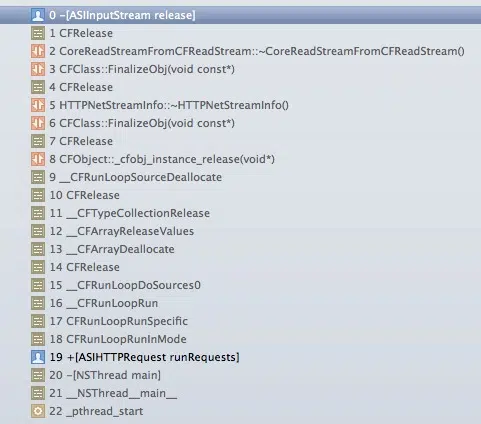 0 -[ASIInputStream release]
1 CFRelease
2 CoreReadStreamFromCFReadStream::~CoreReadStreamFromCFReadStream()
3 CFClass::FinalizeObj(void const*)
4 CFRelease
5 HTTPNetStreamInfo::~HTTPNetStreamInfo()
6 CFClass::FinalizeObj(void const*)
7 CFRelease
8 CFObject::_cfobj_instance_release(void*)
9 __CFRunLoopSourceDeallocate
10 CFRelease
11 __CFTypeCollectionRelease
12 __CFArrayReleaseValues
13 __CFArrayDeallocate
14 CFRelease
15 __CFRunLoopDoSources0
16 __CFRunLoopRun
17 CFRunLoopRunSpecific
18 CFRunLoopRunInMode
19 +[ASIHTTPRequest runRequests]
20 -[NSThread main]
21 __NSThread__main__
22 _pthread_start